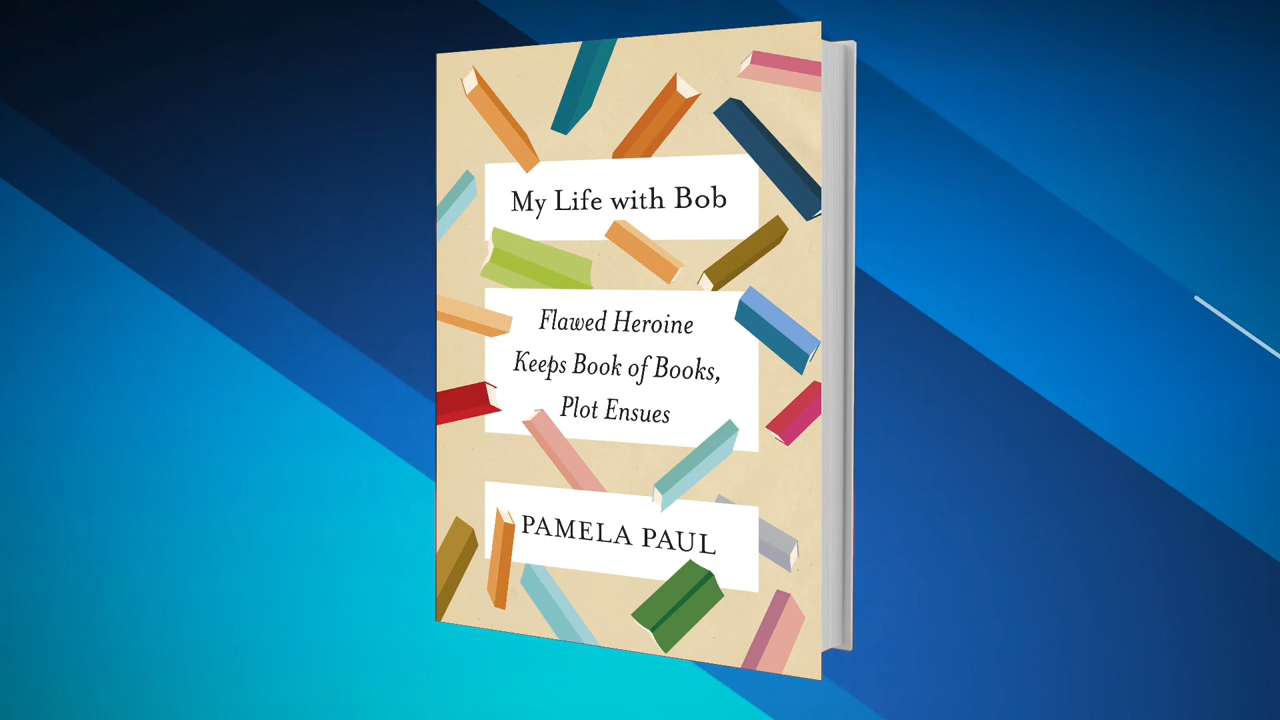 My Life with Bob
Flawed Heroine
Keeps Book of Books,
Plot Ensues
PAMELA PAUL